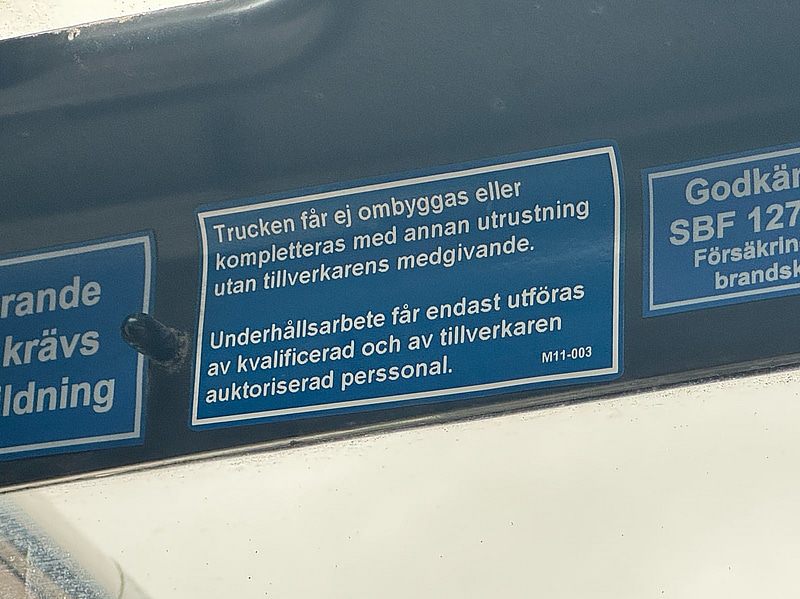 rande
krävs
ldning
Trucken får ej ombyggas eller
kompletteras med annan utrustning
utan tillverkarens medgivande.
Underhållsarbete får endast utföras
av kvalificerad och av tillverkaren
auktoriserad perssonal.
M11-003
Godkär
SBF 127
Försäkrin
brandsk